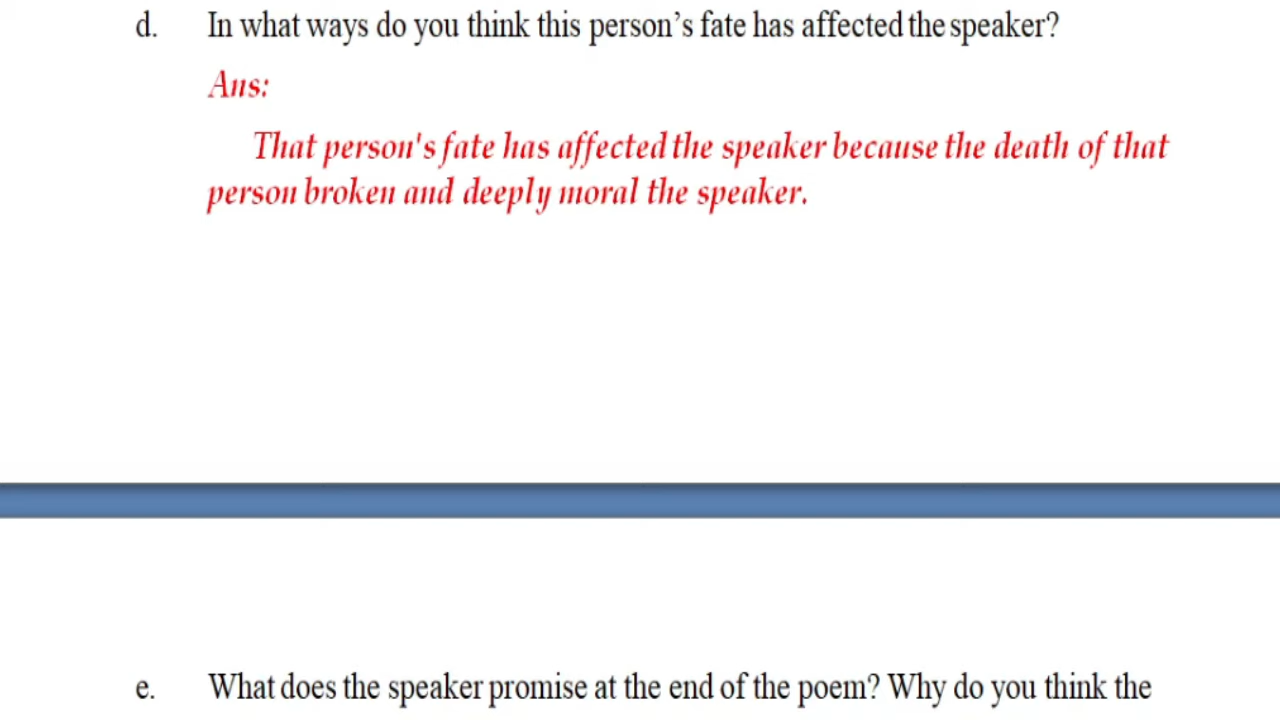 d. In what ways do you think this person’s fate has affected the speaker?
Ans:
That person's fate has affected the speaker because the death of that
person broken and deeply moral the speaker.
e. What does the speaker promise at the end of the poem? Why do you think the